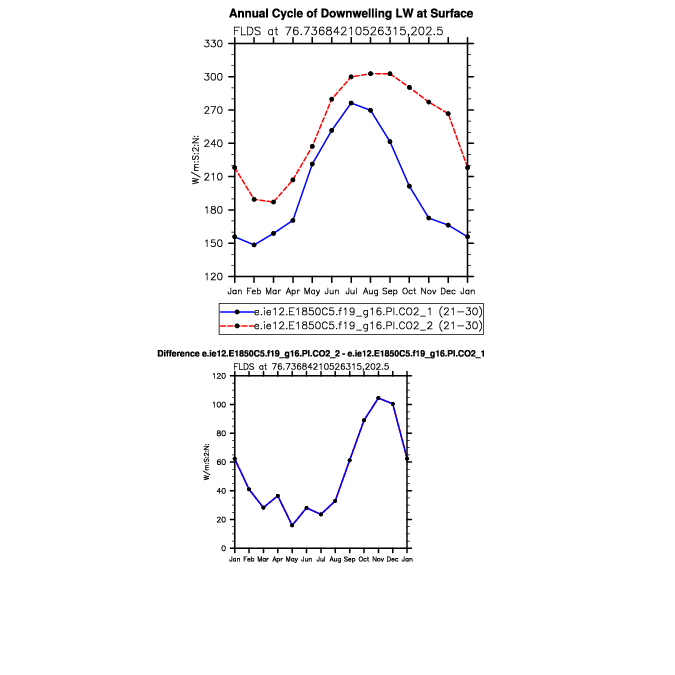 Annual Cycle of Downwelling LW at Surface
FLDS at 76.73684210526315,202.5
330
300
270
240
210
180
150
120
W/m:S:2:N:
Jan Feb Mar Apr May Jun Jul Aug Sep Oct Nov Dec Jan
e.ie12.E1850C5.f19_g16.PI.CO2_1 (21-30)
e.ie12.E1850C5.f19_g16.PI.CO2_2 (21-30)
Difference e.ie12.E1850C5.f19_g16.PI.CO2_2 - e.ie12.E1850C5.f19_g16.PI.CO2_1
FLDS at 76.73684210526315,202.5
120
100
80
60
40
20
0
W/m:S:2:N:
Jan Feb Mar Apr May Jun Jul Aug Sep Oct Nov Dec Jan